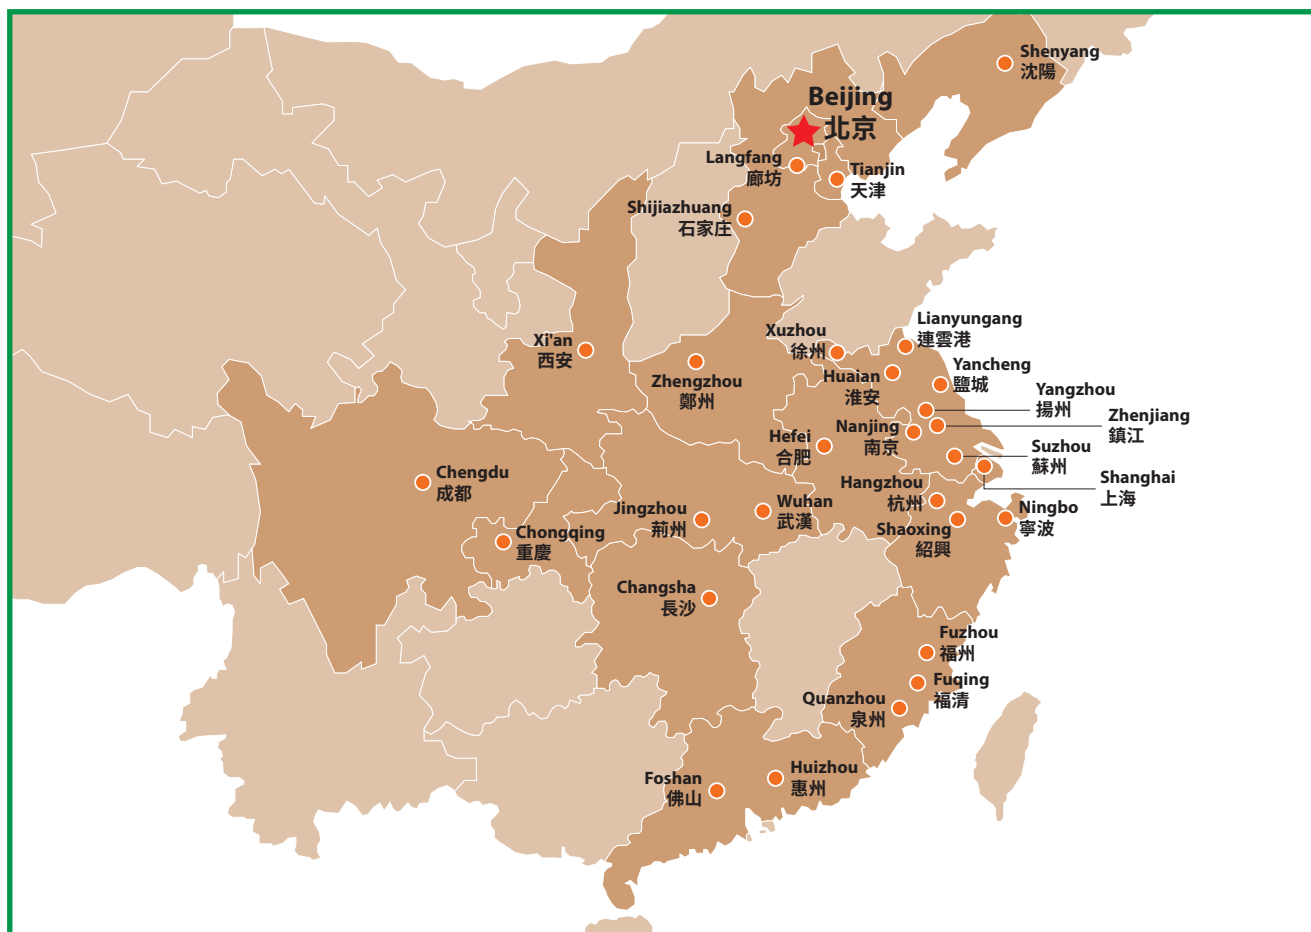 Shenyang
沈陽
Beijing
北京
Langfang
廊坊
Tianjin
天津
Shijiazhuang
石家庄
Lianyungang
連雲港
Xuzhou
徐州
Xi'an
西安
Zhengzhou
鄭州
Huaian
淮安
Yancheng
鹽城
Yangzhou
揚州
Zhenjiang
鎮江
Nanjing
南京
Hefei
合肥
Suzhou
蘇州
Shanghai
上海
Chengdu
成都
Hangzhou
杭州
Jingzhou
荊州
Wuhan
武漢
Ningbo
寧波
Shaoxing
紹興
Chongqing
重慶
Changsha
長沙
Fuzhou
福州
Fuqing
福清
Quanzhou
泉州
Huizhou
惠州
Foshan
佛山